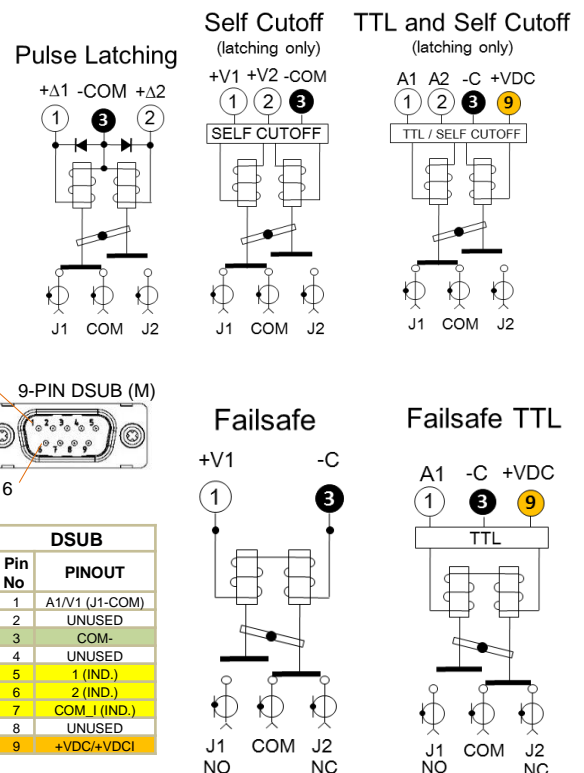 Pulse Latching
+Δ1 -COM +Δ2
1 3 2
J1 COM J2
Self Cutoff
(latching only)
+V1 +V2 -COM
1 2 3
SELF CUTOFF
J1 COM J2
TTL and Self Cutoff
(latching only)
A1 A2 -C +VDC
1 2 3 9
TTL / SELF CUTOFF
J1 COM J2
9-PIN DSUB (M)
1 2 3 4 5
6 7 8 9
6
DSUB
Pin No PINOUT
1 A1/V1 (J1-COM)
2 UNUSED
3 COM-
4 UNUSED
5 1 (IND.)
6 2 (IND.)
7 COM_I (IND.)
8 UNUSED
9 +VDC/+VDCI
Failsafe
+V1 -C
1 3
J1 COM J2
NO NC
Failsafe TTL
A1 -C +VDC
1 3 9
TTL
J1 COM J2
NO NC